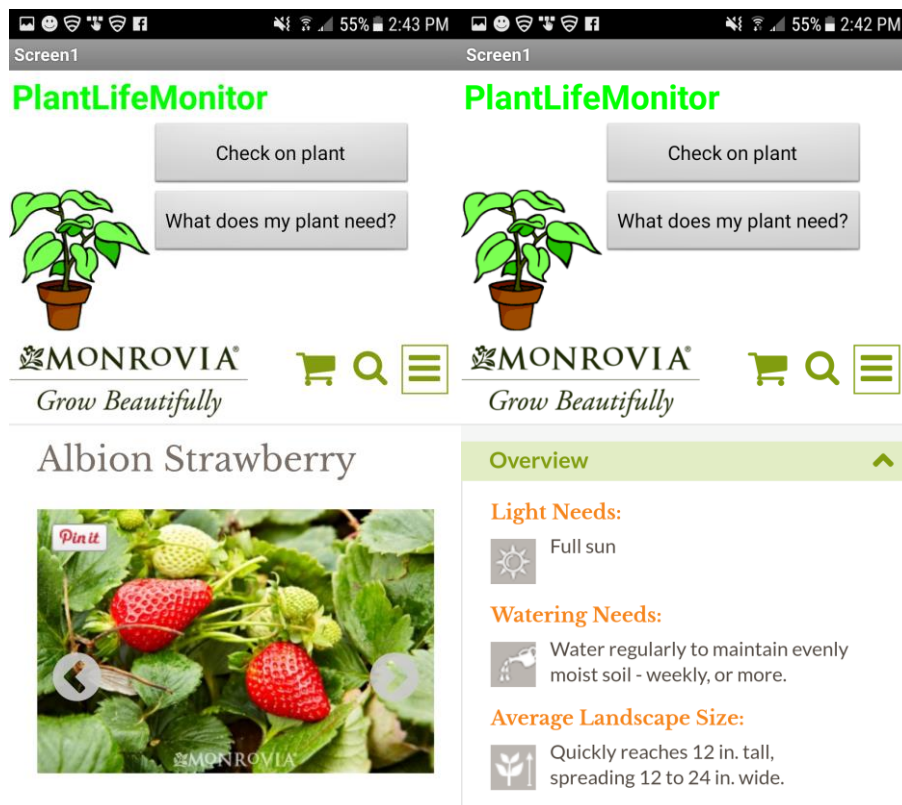 55% 2:43 PM
Screen1
PlantLifeMonitor
Check on plant
What does my plant need?
MONROVIA®
Grow Beautifully
Albion Strawberry
Pin it
MONROVIA
55% 2:42 PM
Screen1
PlantLifeMonitor
Check on plant
What does my plant need?
MONROVIA®
Grow Beautifully
Overview
Light Needs:
Full sun
Watering Needs:
Water regularly to maintain evenly
moist soil - weekly, or more.
Average Landscape Size:
Quickly reaches 12 in. tall,
spreading 12 to 24 in. wide.